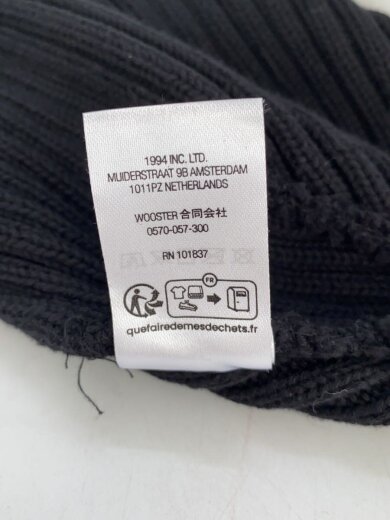 1994 INC. LTD.
MUIDERSTRAAT 9B AMSTERDAM
1011PZ NETHERLANDS
WOOSTER 合同会社
0570-057-300
RN 101837
FR
quefairedemesdechets.fr